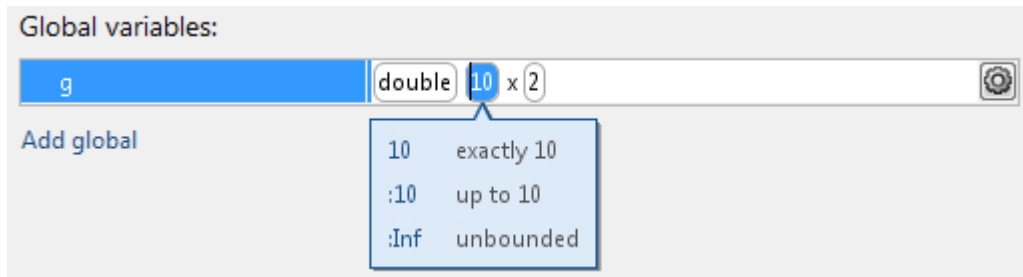 Global variables:
g double 10 x 2
Add global
10 exactly 10
:10 up to 10
:Inf unbounded